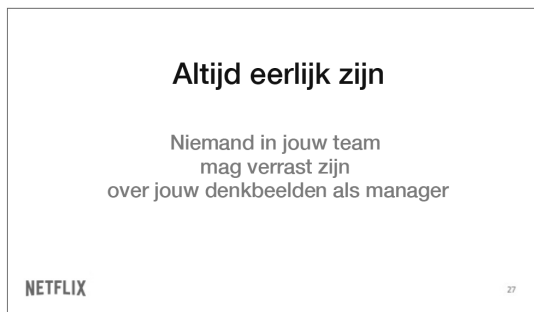 Altijd eerlijk zijn
Niemand in jouw team
mag verrast zijn
over jouw denkbeelden als manager
NETFLIX
27